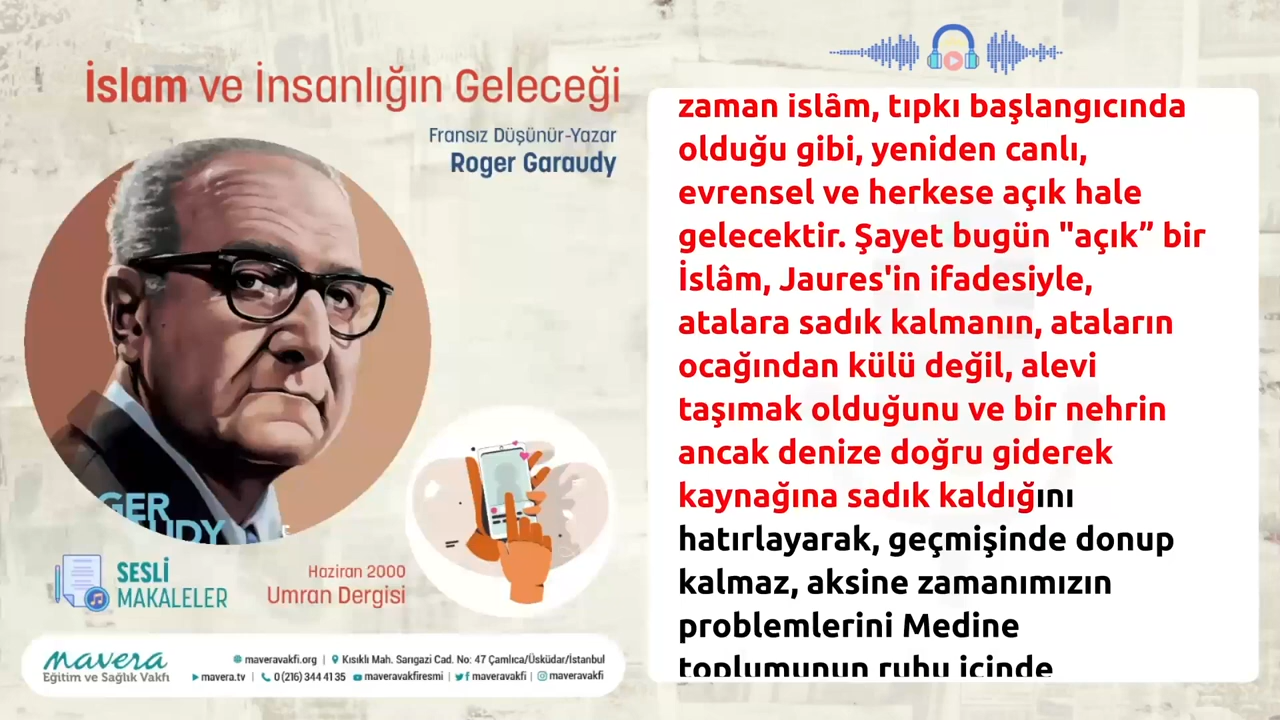 İslam ve İnsanlığın Geleceği
Fransız Düşünür-Yazar
Roger Garaudy
SESLİ
MAKALELER
Haziran 2000
Umran Dergisi
mavera
Eğitim ve Sağlık Vakfı
maveravakfi.org | Kısıklı Mah. Sarıgazi Cad. No: 47 Çamlıca/Üsküdar/İstanbul
mavera.tv | 0 (216) 344 41 35 maveravakfiresmi | maveravakfi | maveravakfi
zaman islâm, tıpkı başlangıcında
olduğu gibi, yeniden canlı,
evrensel ve herkese açık hale
gelecektir. Şayet bugün "açık” bir
İslâm, Jaures'in ifadesiyle,
atalara sadık kalmanın, ataların
ocağından külü değil, alevi
taşımak olduğunu ve bir nehrin
ancak denize doğru giderek
kaynağına sadık kaldığını
hatırlayarak, geçmişinde donup
kalmaz, aksine zamanımızın
problemlerini Medine
toplumunun ruhu içinde